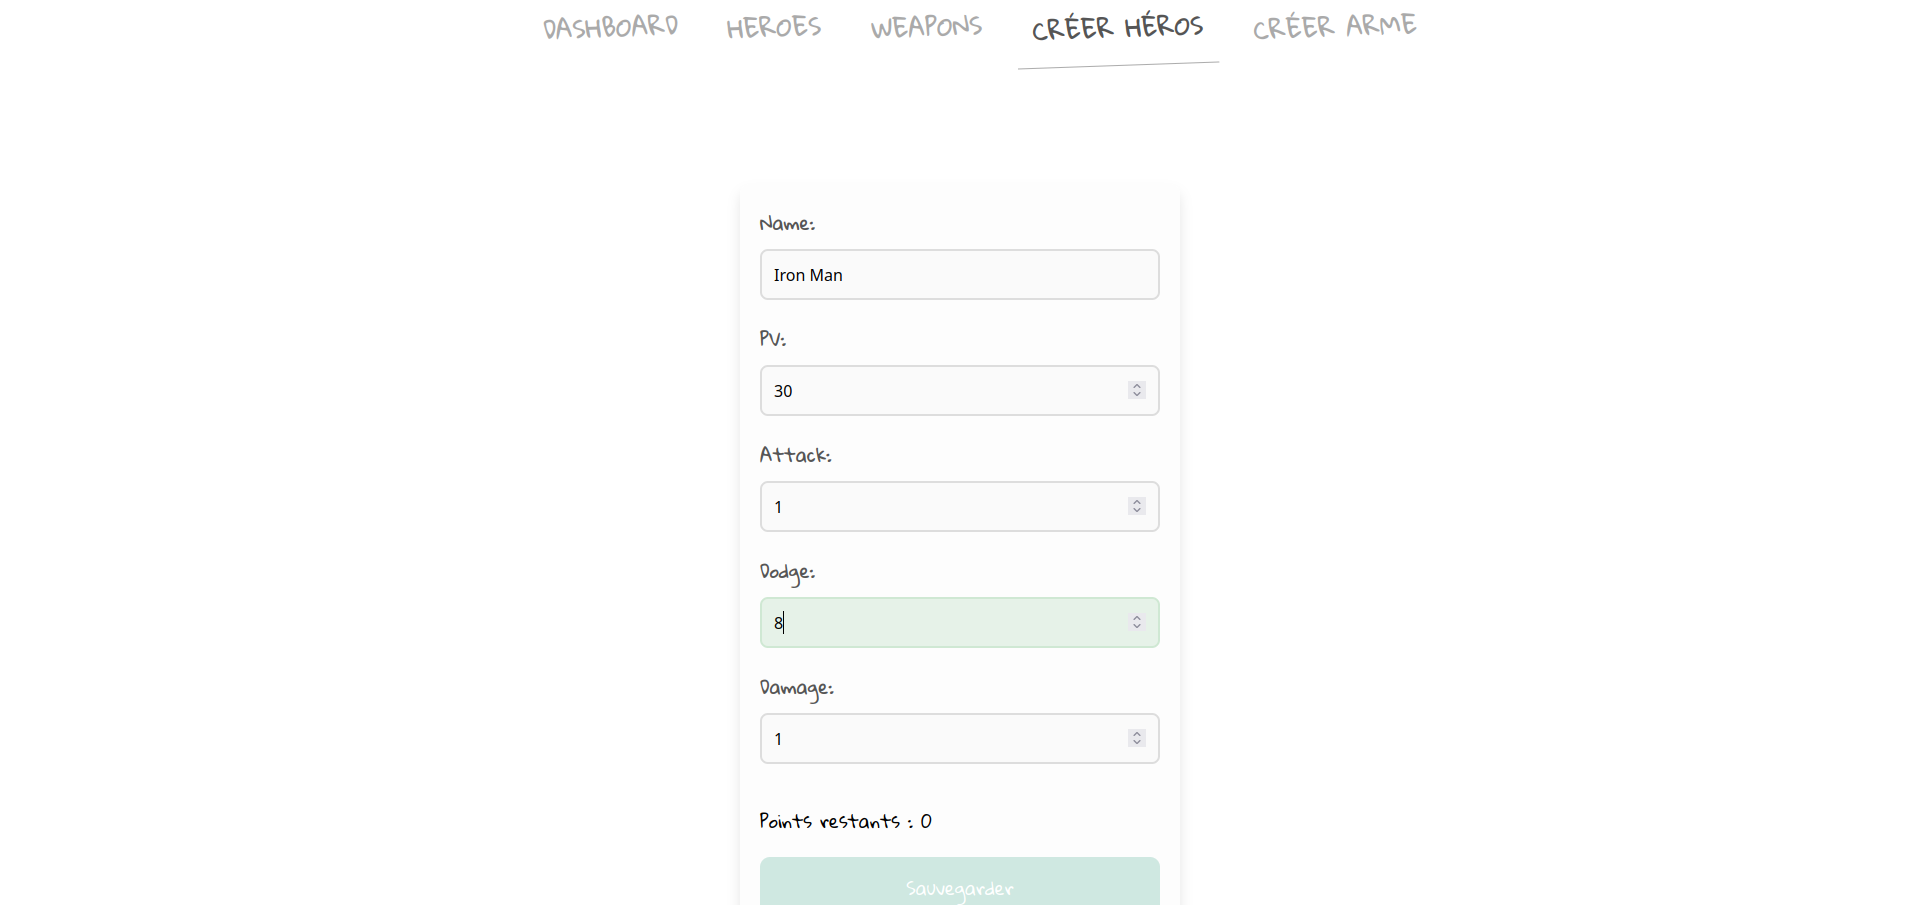 DASHBOARD HEROES WEAPONS CRÉER HÉROS CRÉER ARME
Name:
Iron Man
PV:
30
Attack:
1
Dodge:
8
Damage:
1
Points restants : 0
Sauvegarder